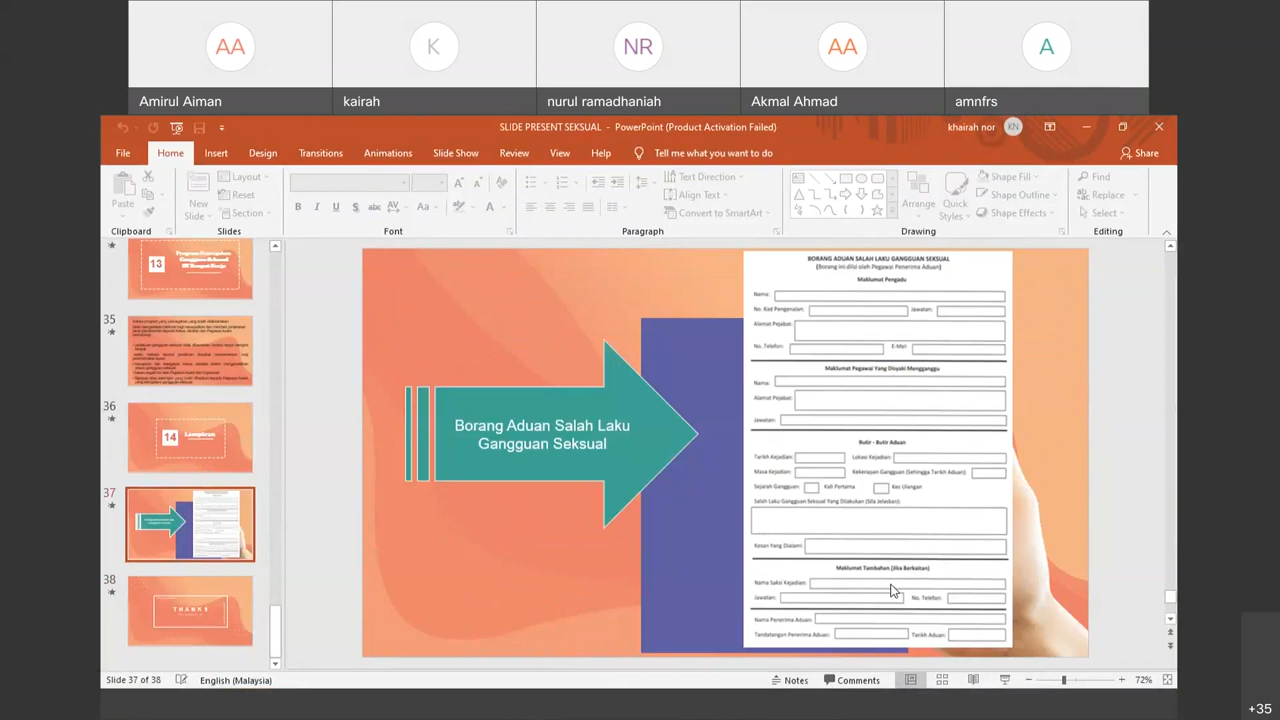 AA
K
NR
AA
A
Amirul Aiman
kairah
nurul ramadhaniah
Akmal Ahmad
amnfrs
SLIDE PRESENT SEKSUAL - PowerPoint (Product Activation Failed)
khairah nor
KN
File
Home
Insert
Design
Transitions
Animations
Slide Show
Review
View
Help
Tell me what you want to do
Share
Paste
New
Slide
Layout
Reset
Section
Text Direction
Align Text
Convert to SmartArt
Arrange
Quick
Styles
Shape Fill
Shape Outline
Shape Effects
Find
Replace
Select
Clipboard
Slides
Font
Paragraph
Drawing
Editing
13
35
36
14
Lampiran
37
38
THANKS
Borang Aduan Salah Laku
Gangguan Seksual
BORANG ADUAN SALAH LAKU GANGGUAN SEKSUAL
(Borang ini diisi oleh Pegawai Penerima Aduan)
Maklumat Pengadu
Nama:
No. Kad Pengenalan:
Jawatan:
Alamat Pejabat:
No. Telefon:
E-Mel:
Maklumat Pegawai Yang Disyaki Mengganggu
Nama:
Alamat Pejabat:
Jawatan:
Butir - Butir Aduan
Tarikh Kejadian:
Lokasi Kejadian:
Masa Kejadian:
Kekerapan Gangguan (Sehingga Tarikh Aduan):
Sejarah Gangguan:
Kali Pertama
Kes Ulangan
Salah Laku Gangguan Seksual Yang Dilakukan (Sila Jelaskan):
Kesan Yang Dialami:
Maklumat Tambahan (Jika Berkaitan)
Nama Saksi Kejadian:
Jawatan:
No. Telefon:
Nama Penerima Aduan:
Tandatangan Penerima Aduan:
Tarikh Aduan:
Slide 37 of 38
English (Malaysia)
Notes
Comments
72%
+35